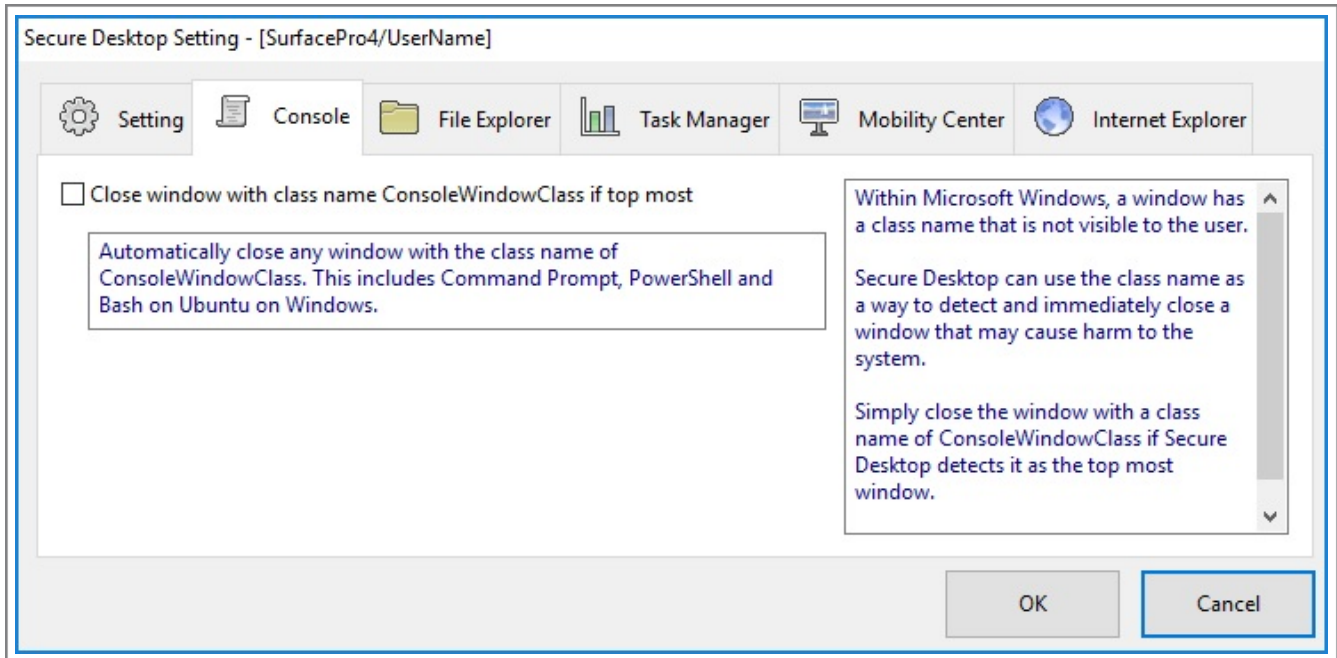 Secure Desktop Setting - [SurfacePro4/UserName]
Setting
Console
File Explorer
Task Manager
Mobility Center
Internet Explorer
Close window with class name ConsoleWindowClass if top most
Automatically close any window with the class name of
ConsoleWindowClass. This includes Command Prompt, PowerShell and
Bash on Ubuntu on Windows.
Within Microsoft Windows, a window has
a class name that is not visible to the user.
Secure Desktop can use the class name as
a way to detect and immediately close a
window that may cause harm to the
system.
Simply close the window with a class
name of ConsoleWindowClass if Secure
Desktop detects it as the top most
window.
OK
Cancel